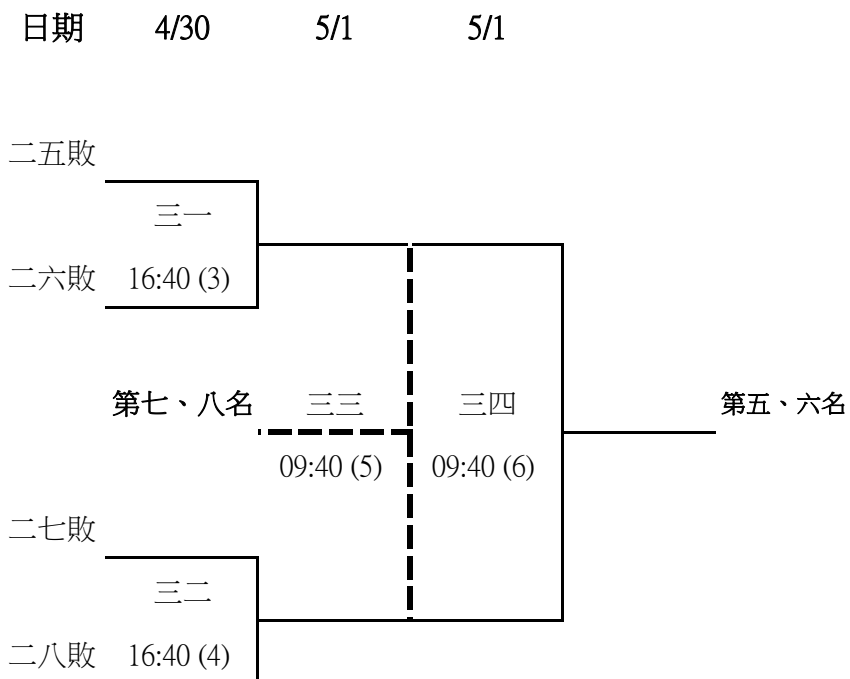 日期 4/30 5/1 5/1
二五敗
三一
二六敗 16:40 (3)
第七、八名 三三 三四 第五、六名
09:40 (5) 09:40 (6)
二七敗
三二
二八敗 16:40 (4)